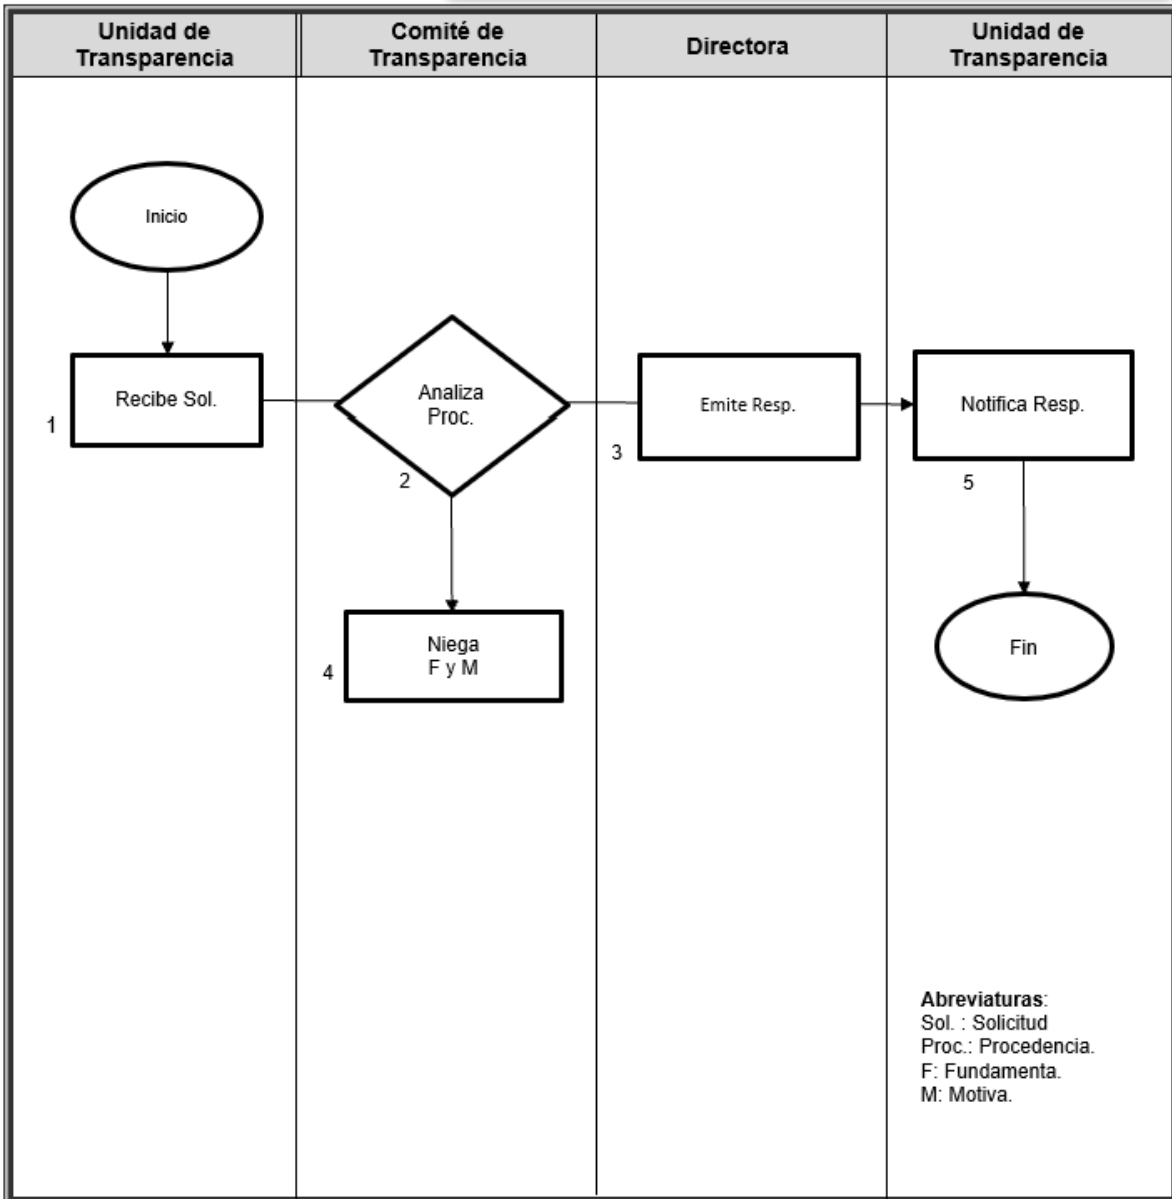 Unidad de
Transparencia
Comité de
Transparencia
Directora
Unidad de
Transparencia
Inicio
Recibe Sol.
1
Analiza
Proc.
2
Emite Resp.
3
Notifica Resp.
5
Niega
F y M
4
Fin
Abreviaturas:
Sol. : Solicitud
Proc.: Procedencia.
F: Fundamenta.
M: Motiva.